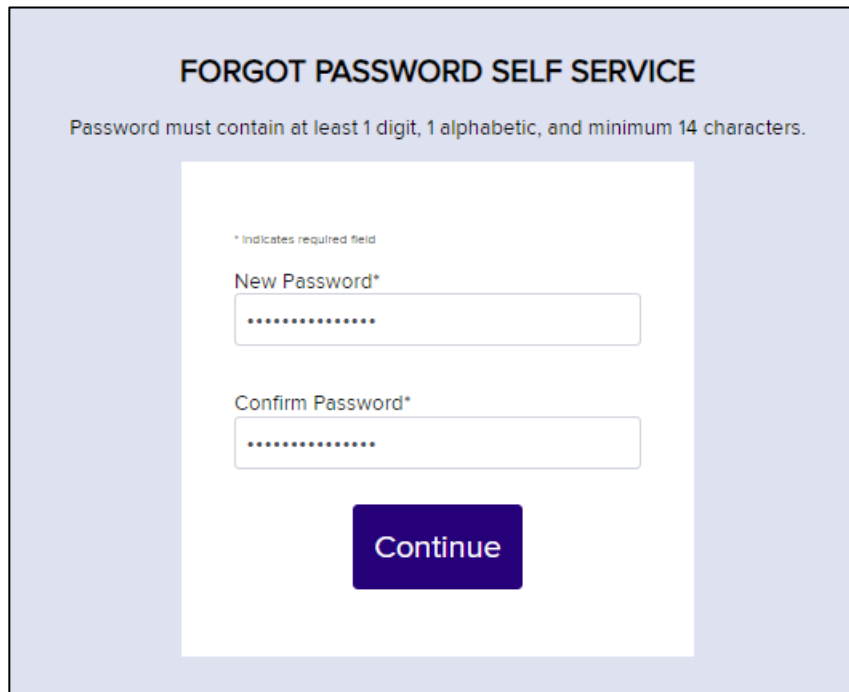 FORGOT PASSWORD SELF SERVICE
Password must contain at least 1 digit, 1 alphabetic, and minimum 14 characters.
* Indicates required field
New Password*
•••••••••••••••
Confirm Password*
•••••••••••••••
Continue